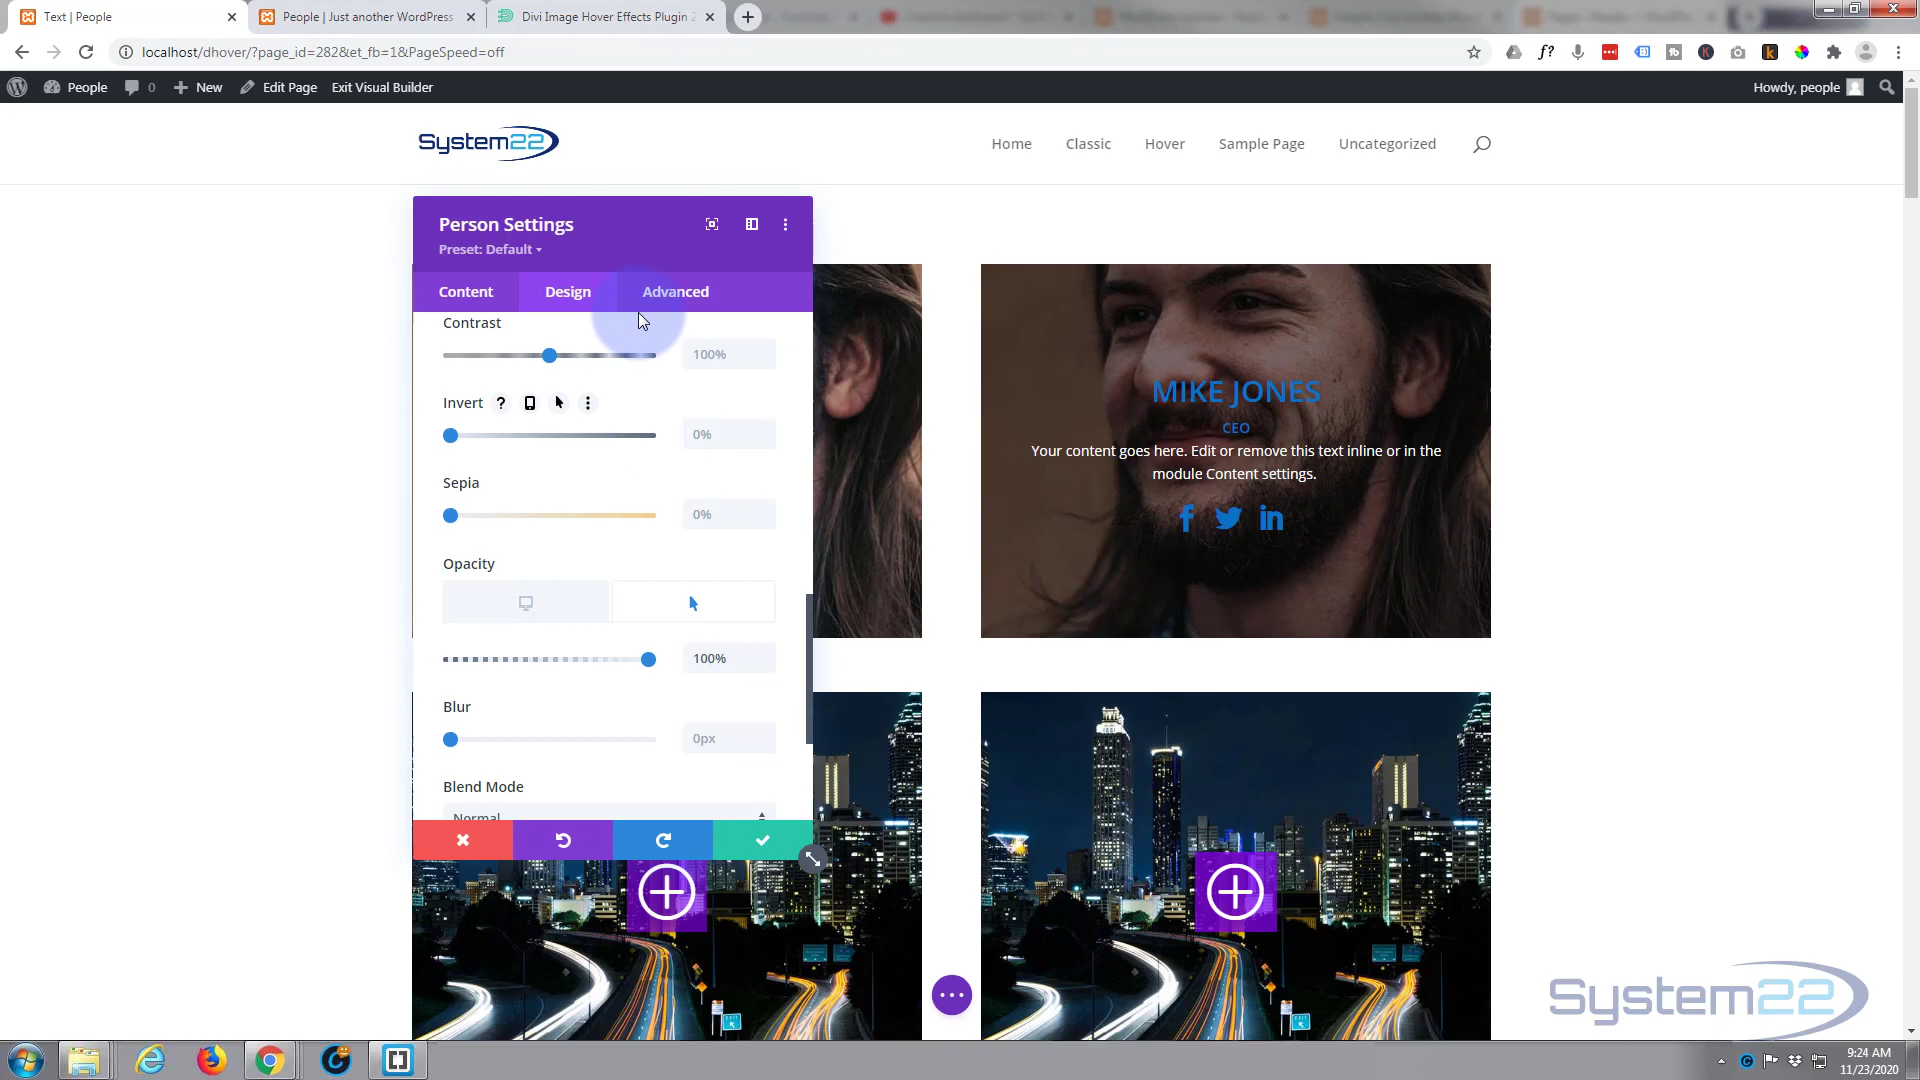 Text | People
People | Just another WordPress
Divi Image Hover Effects Plugin 2
localhost/dhover/?page_id=282&et_fb=1&PageSpeed=off
People
0
New
Edit Page
Exit Visual Builder
Howdy, people
System22
Home
Classic
Hover
Sample Page
Uncategorized
Person Settings
Preset: Default
Content
Design
Advanced
Contrast
100%
Invert
0%
Sepia
0%
Opacity
100%
Blur
0px
Blend Mode
Normal
MIKE JONES
CEO
Your content goes here. Edit or remove this text inline or in the
module Content settings.
System22
9:24 AM
11/23/2020